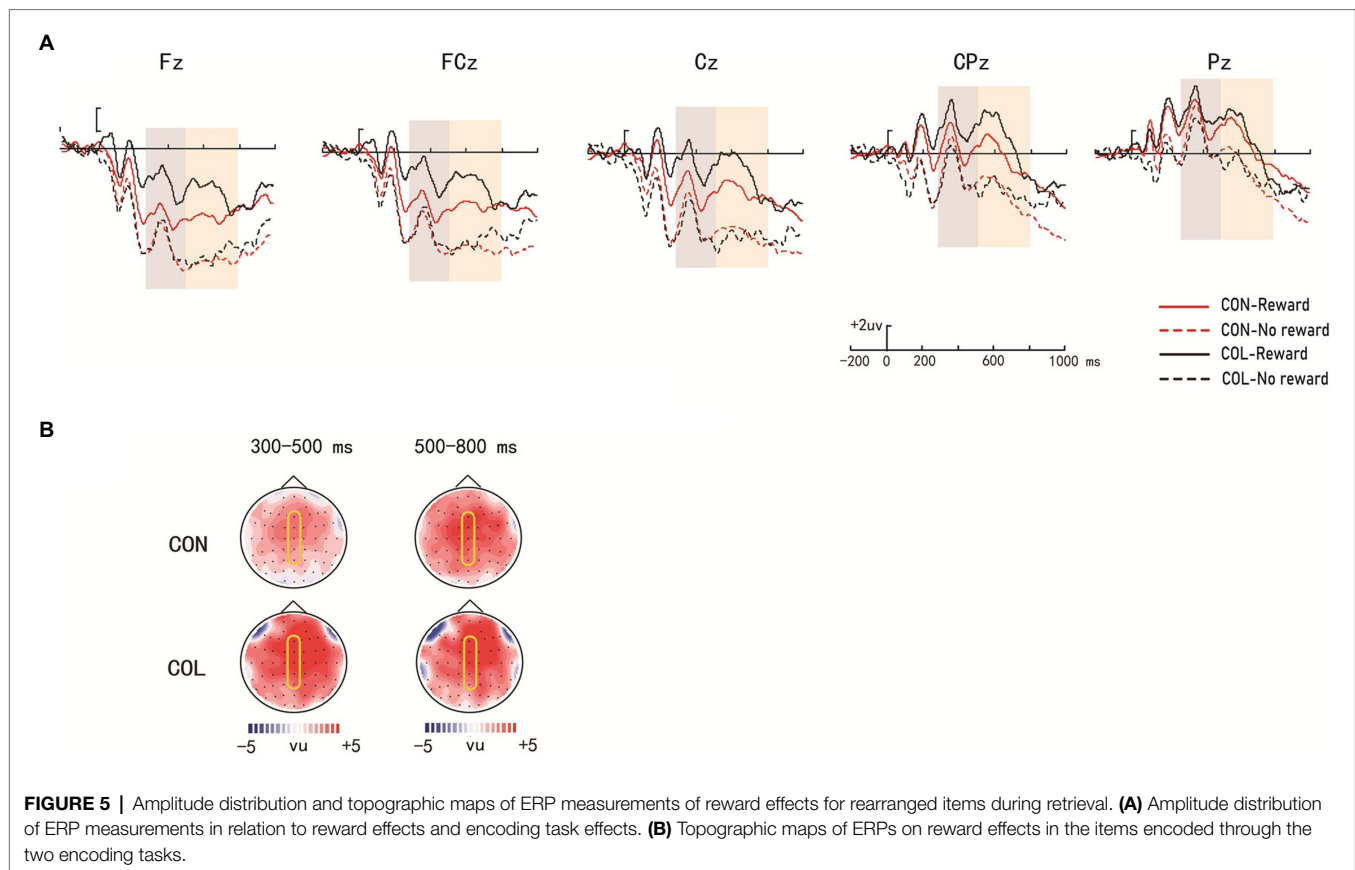 A
Fz FCz Cz CPz Pz
CON-Reward
CON-No reward
COL-Reward
COL-No reward
+2uv
-200 0 200 600 1000 ms
B
300-500 ms 500-800 ms
CON
COL
-5 vu +5 -5 vu +5
FIGURE 5 | Amplitude distribution and topographic maps of ERP measurements of reward effects for rearranged items during retrieval. (A) Amplitude distribution
of ERP measurements in relation to reward effects and encoding task effects. (B) Topographic maps of ERPs on reward effects in the items encoded through the
two encoding tasks.